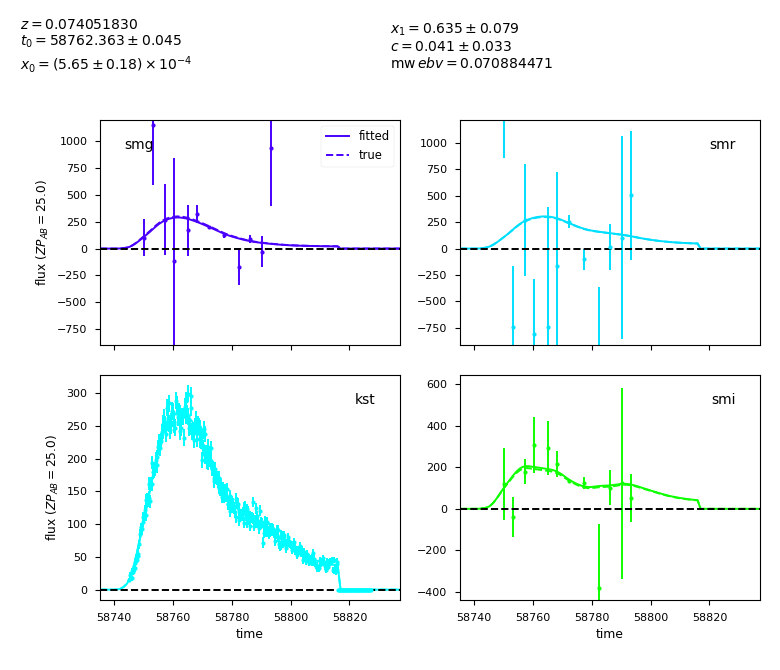 z = 0.074051830
t₀ = 58762.363 ± 0.045
x₀ = (5.65 ± 0.18) × 10⁻⁴
x₁ = 0.635 ± 0.079
c = 0.041 ± 0.033
mw ebv = 0.070884471
smg
fitted
true
1000
750
500
250
0
−250
−500
−750
flux (ZP_AB = 25.0)
smr
1000
750
500
250
0
−250
−500
−750
kst
300
250
200
150
100
50
0
flux (ZP_AB = 25.0)
58740 58760 58780 58800 58820
time
smi
600
400
200
0
−200
−400
58740 58760 58780 58800 58820
time